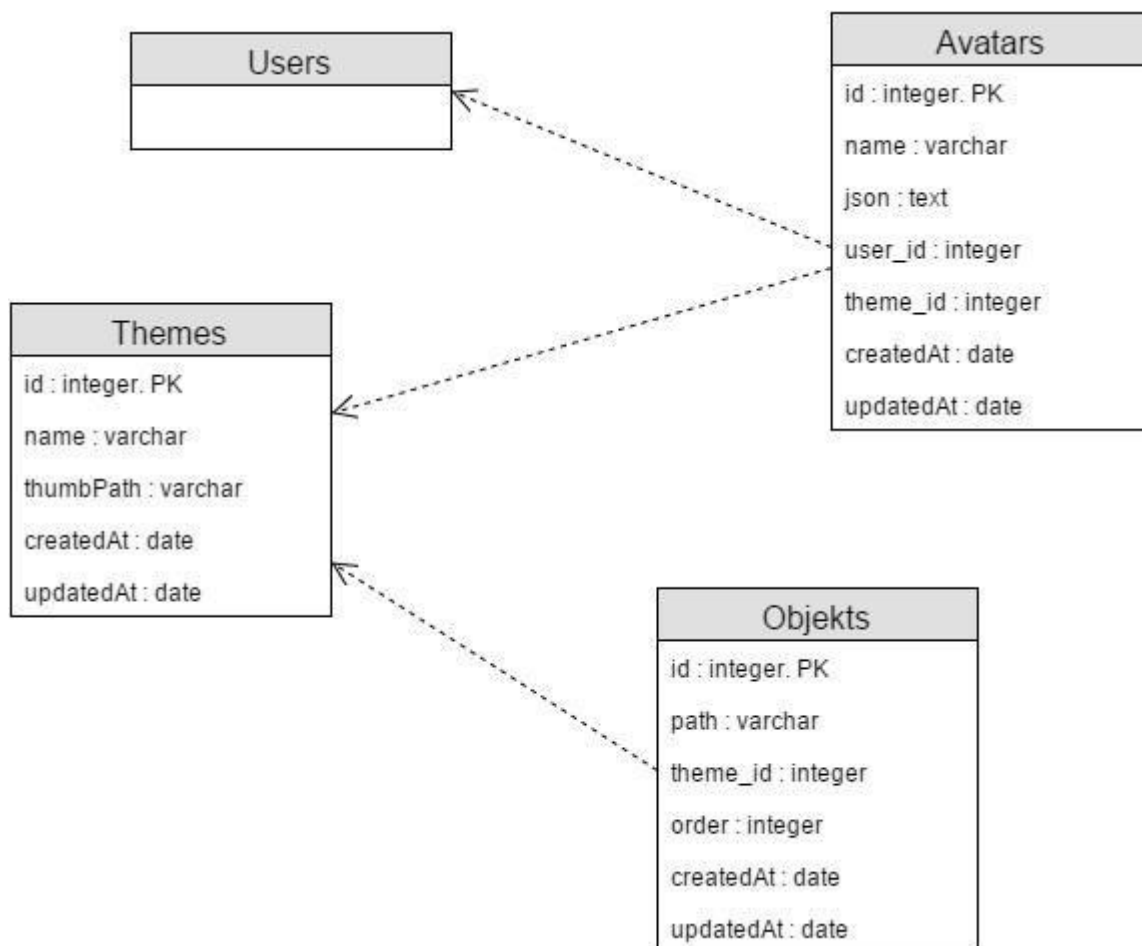 Users
Avatars
id : integer. PK
name : varchar
json : text
user_id : integer
theme_id : integer
createdAt : date
updatedAt : date
Themes
id : integer. PK
name : varchar
thumbPath : varchar
createdAt : date
updatedAt : date
Objekts
id : integer. PK
path : varchar
theme_id : integer
order : integer
createdAt : date
updatedAt : date